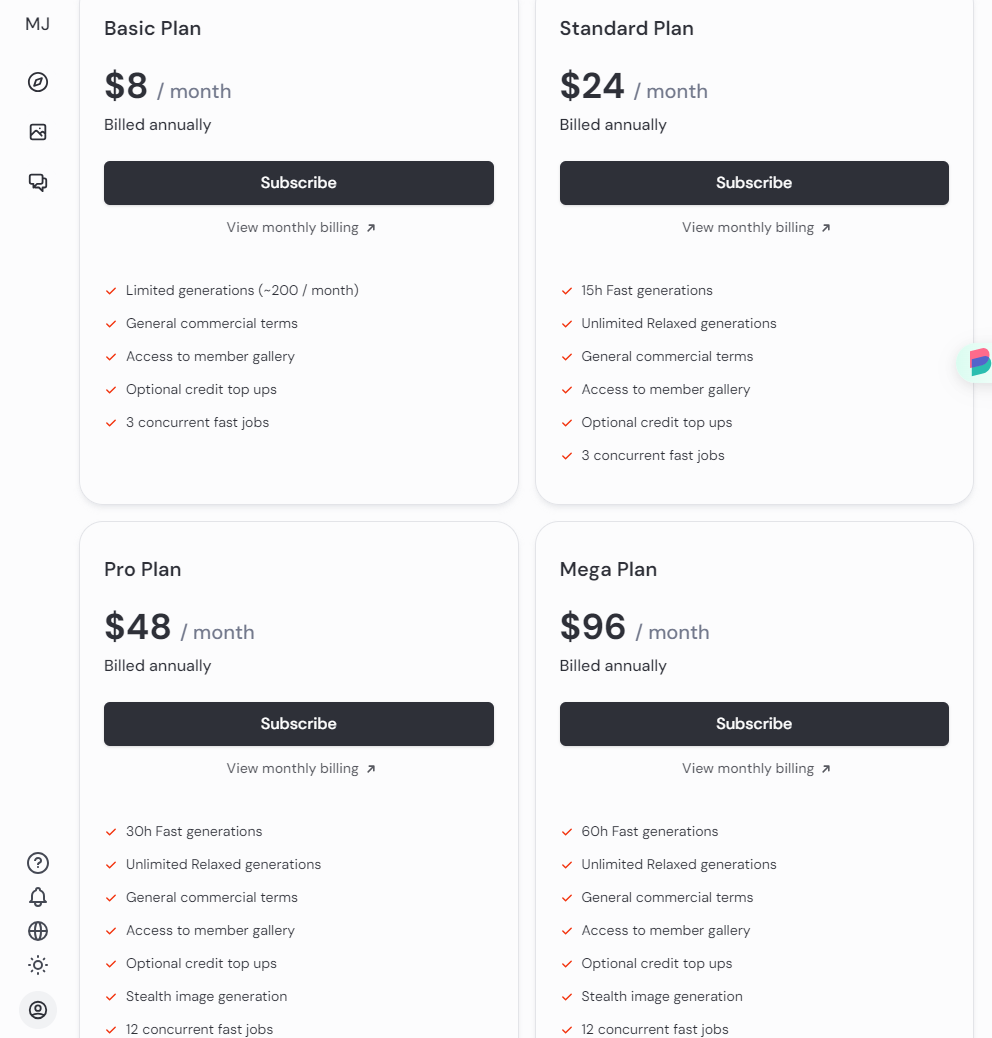 MJ
Basic Plan
$8 / month
Billed annually
Subscribe
View monthly billing
Limited generations (~200 / month)
General commercial terms
Access to member gallery
Optional credit top ups
3 concurrent fast jobs
Standard Plan
$24 / month
Billed annually
Subscribe
View monthly billing
15h Fast generations
Unlimited Relaxed generations
General commercial terms
Access to member gallery
Optional credit top ups
3 concurrent fast jobs
Pro Plan
$48 / month
Billed annually
Subscribe
View monthly billing
30h Fast generations
Unlimited Relaxed generations
General commercial terms
Access to member gallery
Optional credit top ups
Stealth image generation
12 concurrent fast jobs
Mega Plan
$96 / month
Billed annually
Subscribe
View monthly billing
60h Fast generations
Unlimited Relaxed generations
General commercial terms
Access to member gallery
Optional credit top ups
Stealth image generation
12 concurrent fast jobs